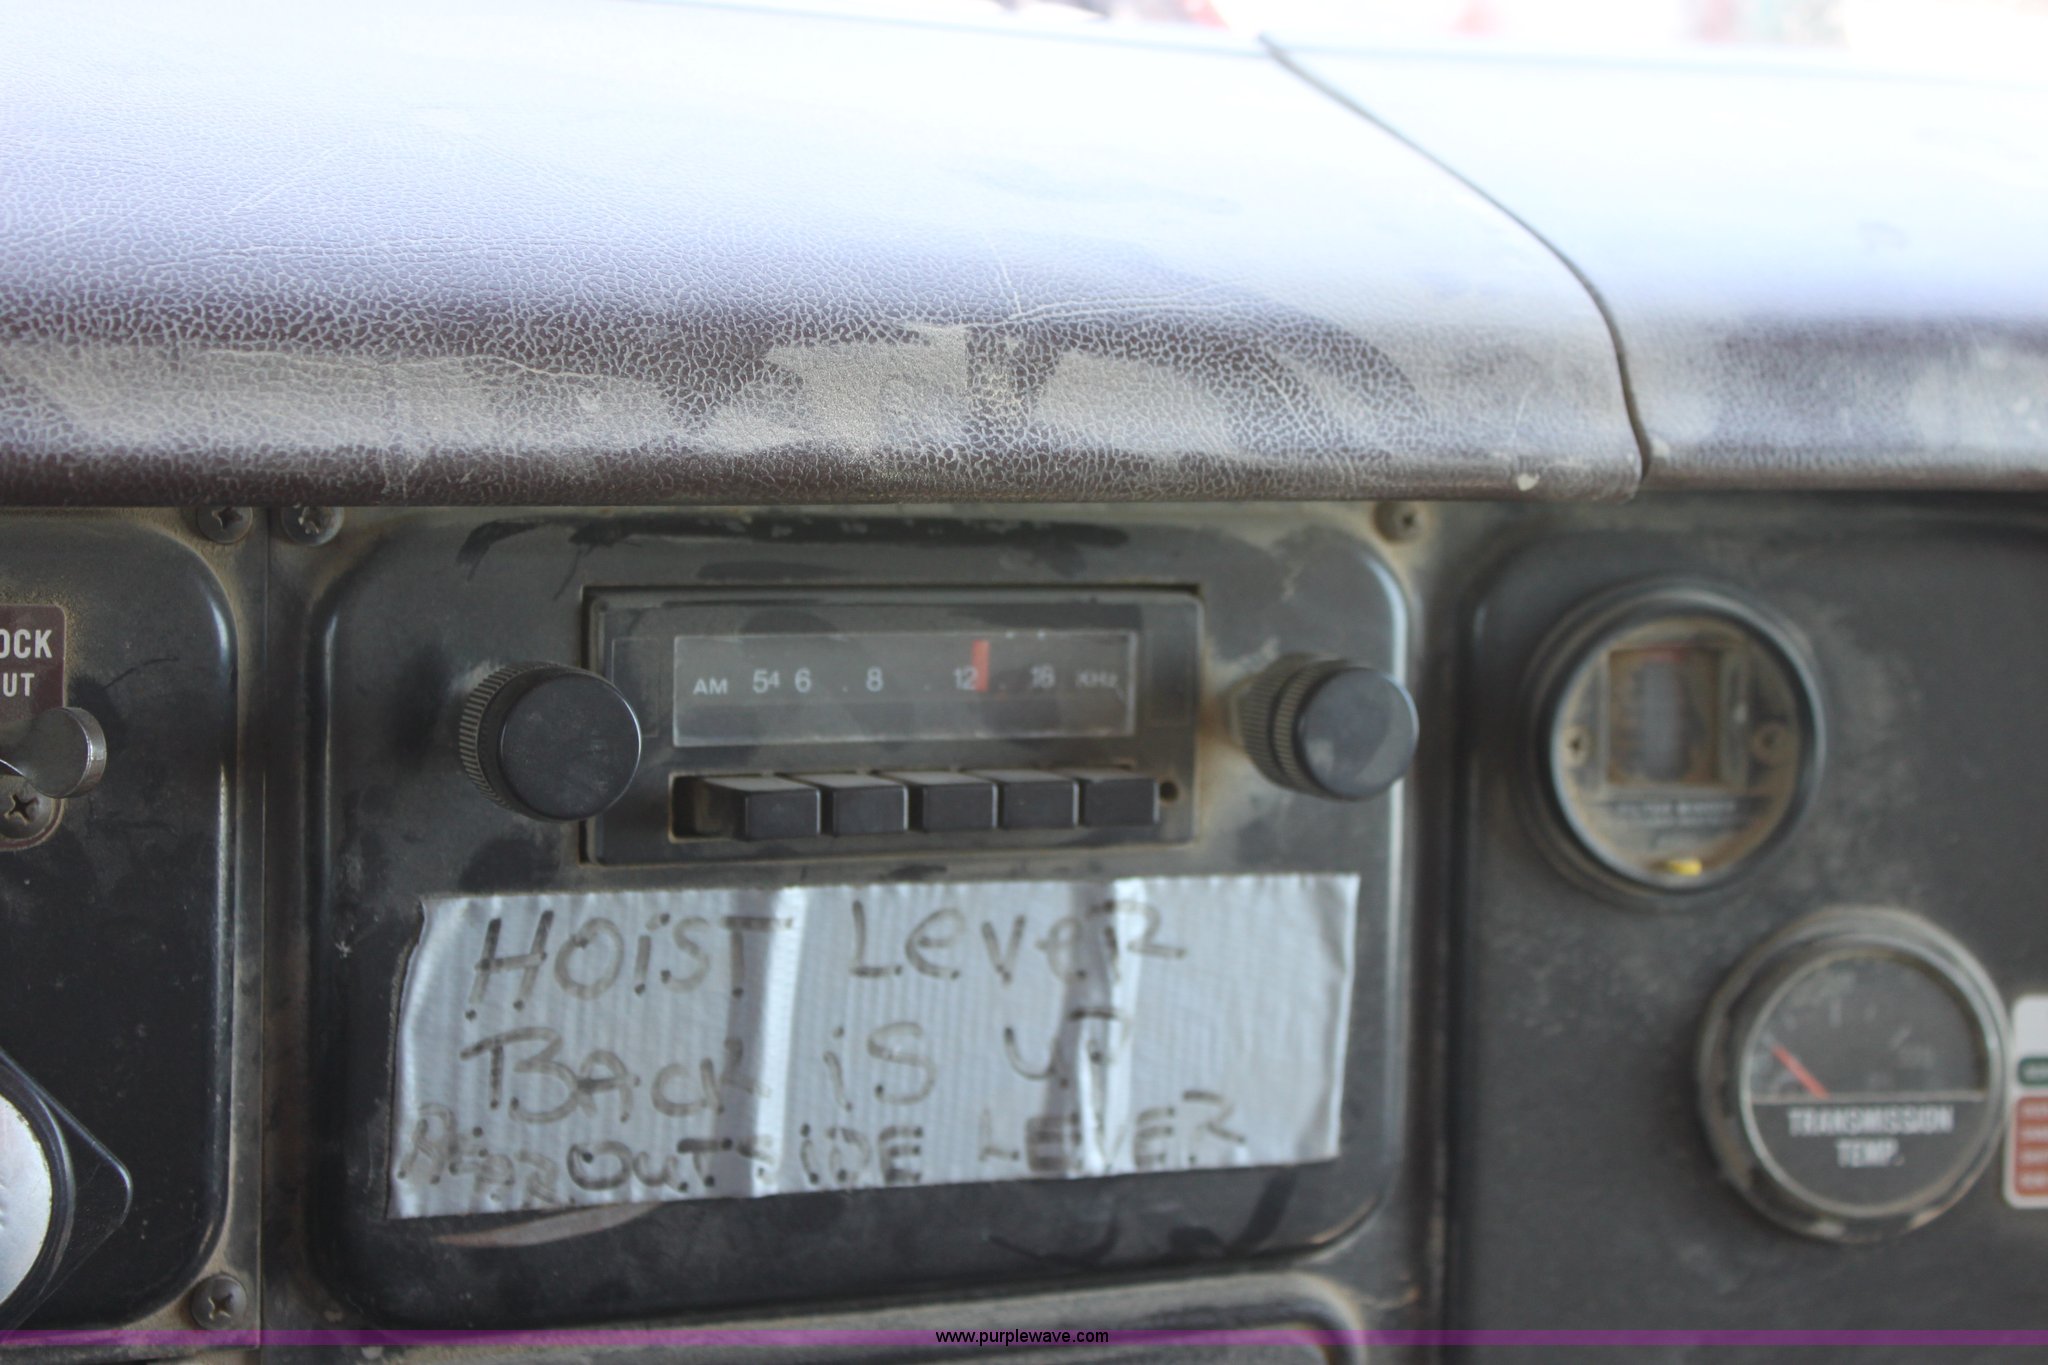 OCK
UT
AM 54 6 . 8 . 12 . 16 KHz
HOiST LeveR
BACK iS UP
OUTSIDE LEVER
TRANSMISSION
TEMP.
www.purplewave.com